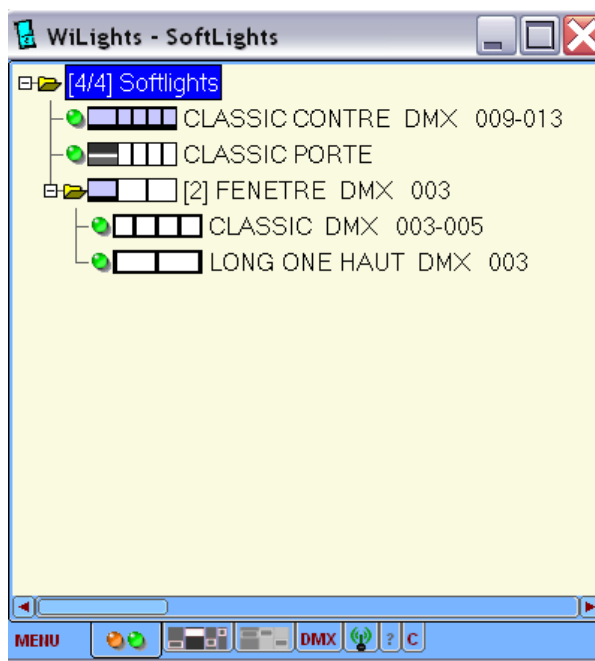 WiLights - SoftLights
[4/4] Softlights
CLASSIC CONTRE DMX 009-013
CLASSIC PORTE
[2] FENETRE DMX 003
CLASSIC DMX 003-005
LONG ONE HAUT DMX 003
MENU DMX ? C